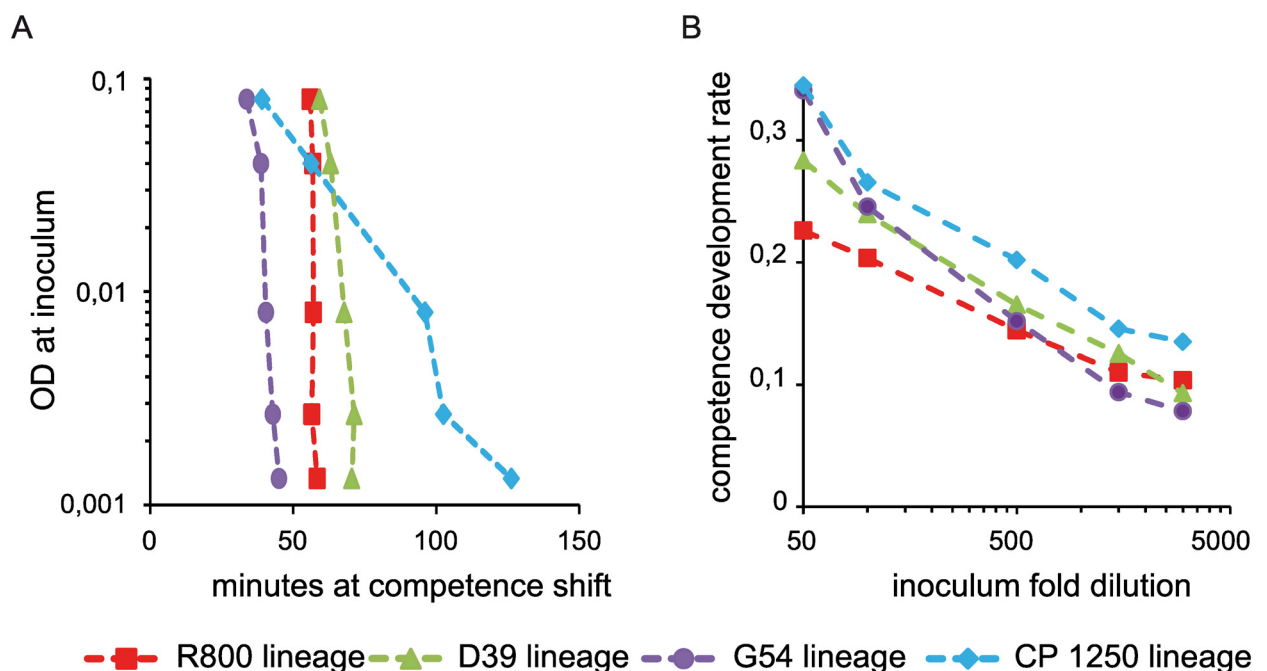 A
B
0,1
0,01
0,001
OD at inoculum
0 50 100 150
minutes at competence shift
0,3
0,2
0,1
0
competence development rate
50 500 5000
inoculum fold dilution
R800 lineage D39 lineage G54 lineage CP 1250 lineage